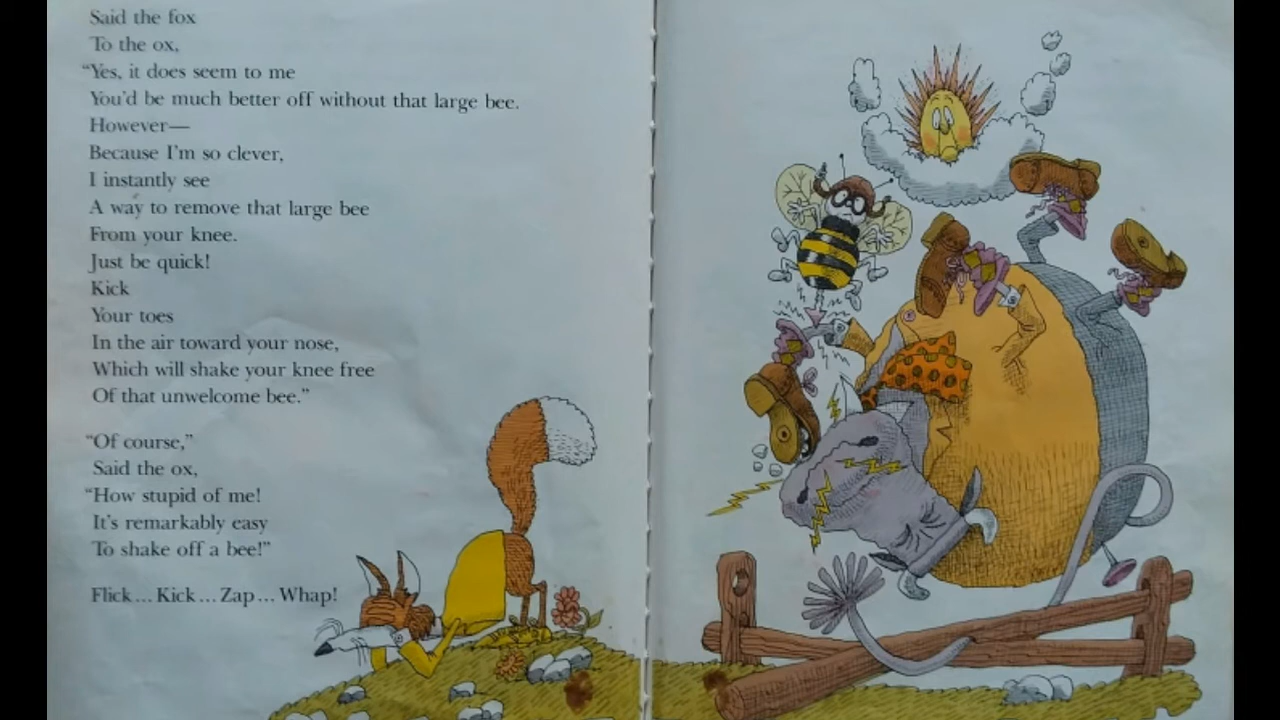 Said the fox
To the ox,
“Yes, it does seem to me
You’d be much better off without that large bee.
However—
Because I’m so clever,
I instantly see
A way to remove that large bee
From your knee.
Just be quick!
Kick
Your toes
In the air toward your nose,
Which will shake your knee free
Of that unwelcome bee.”
“Of course,”
Said the ox,
“How stupid of me!
It’s remarkably easy
To shake off a bee!”
Flick...Kick...Zap...Whap!